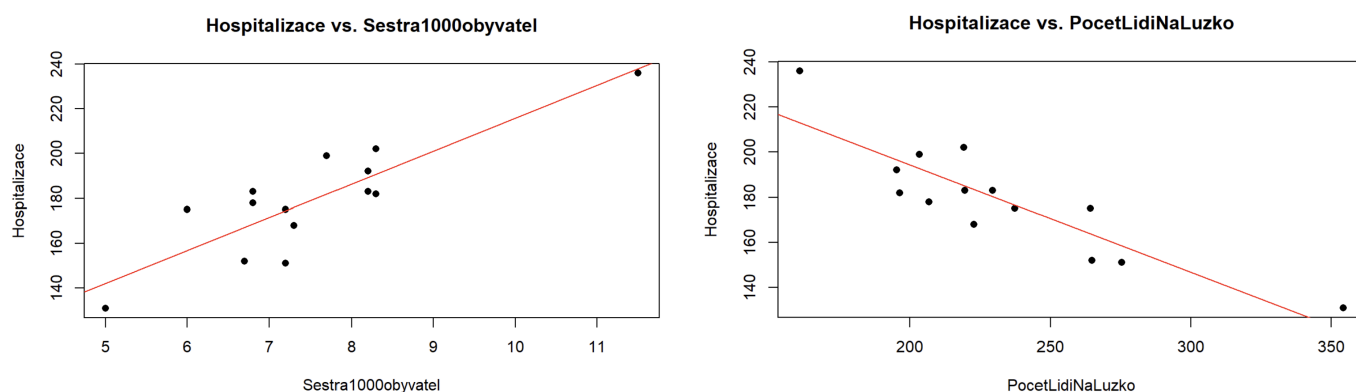 Hospitalizace vs. Sestra1000obyvatel
Hospitalizace
240
220
200
180
160
140
5 6 7 8 9 10 11
Sestra1000obyvatel
Hospitalizace vs. PocetLidiNaLuzko
Hospitalizace
240
220
200
180
160
140
200 250 300 350
PocetLidiNaLuzko